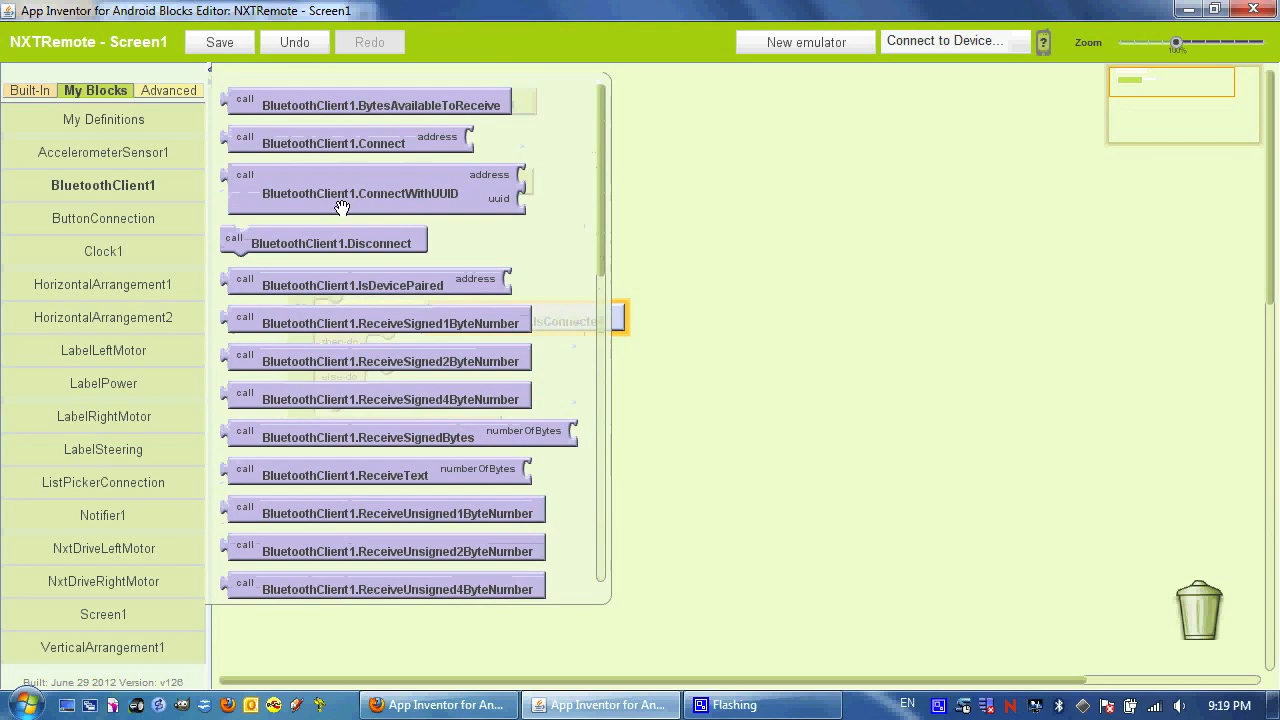 App Inventor for Android Blocks Editor: NXTRemote - Screen1
NXTRemote - Screen1
Save
Undo
Redo
New emulator
Connect to Device...
?
Zoom
100%
Built-In
My Blocks
Advanced
My Definitions
AccelerometerSensor1
BluetoothClient1
ButtonConnection
Clock1
HorizontalArrangement1
HorizontalArrangement2
LabelLeftMotor
LabelPower
LabelRightMotor
LabelSteering
ListPickerConnection
Notifier1
NxtDriveLeftMotor
NxtDriveRightMotor
Screen1
VerticalArrangement1
Built: June 29 2012 Version: v126
call BluetoothClient1.BytesAvailableToReceive
call BluetoothClient1.Connect address
call BluetoothClient1.ConnectWithUUID address uuid
call BluetoothClient1.Disconnect
call BluetoothClient1.IsDevicePaired address
call BluetoothClient1.ReceiveSigned1ByteNumber
IsConnected
call BluetoothClient1.ReceiveSigned2ByteNumber
then-do
call BluetoothClient1.ReceiveSigned4ByteNumber
call BluetoothClient1.ReceiveSignedBytes numberOfBytes
call BluetoothClient1.ReceiveText numberOfBytes
call BluetoothClient1.ReceiveUnsigned1ByteNumber
call BluetoothClient1.ReceiveUnsigned2ByteNumber
call BluetoothClient1.ReceiveUnsigned4ByteNumber
App Inventor for An...
App Inventor for An...
Flashing
EN
9:19 PM